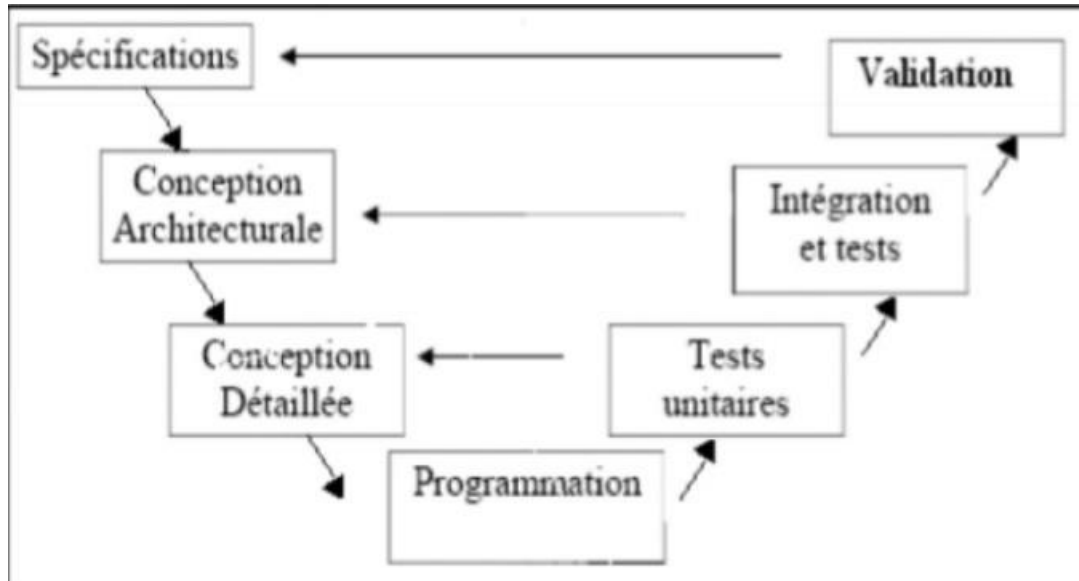 Spécifications
Validation
Conception
Architecturale
Intégration
et tests
Conception
Détaillée
Tests
unitaires
Programmation